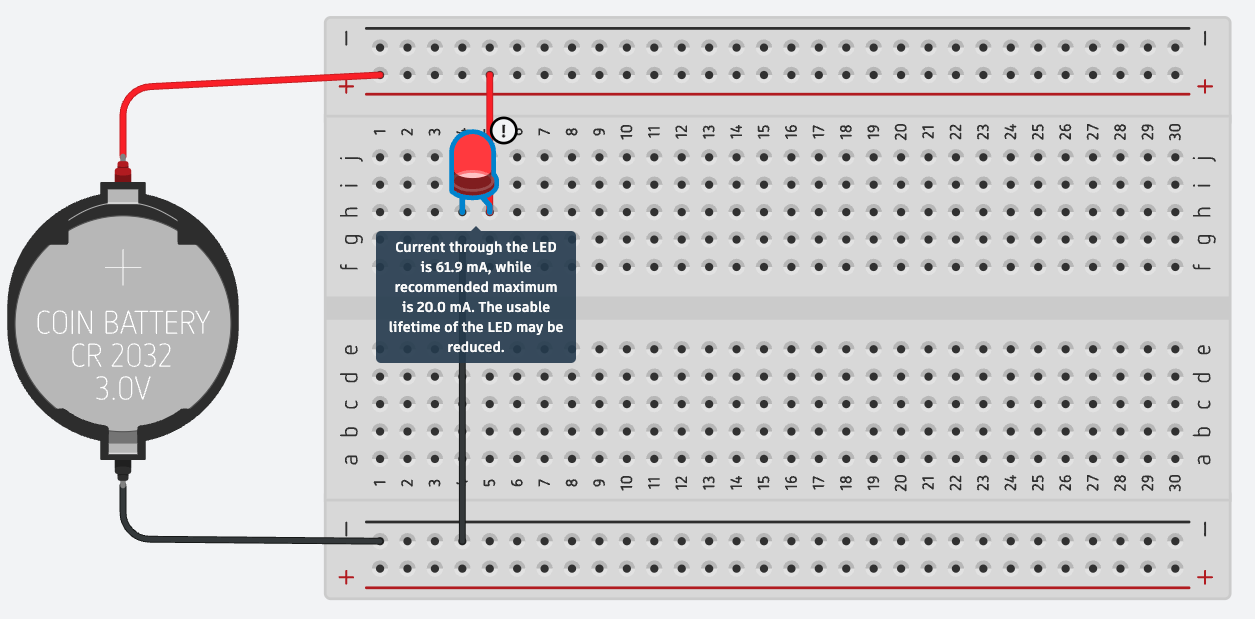 − −
+ +
1 2 3 4 5 6 7 8 9 10 11 12 13 14 15 16 17 18 19 20 21 22 23 24 25 26 27 28 29 30
j j
i i
h h
g g
f f
!
COIN BATTERY
CR 2032
3.0V
Current through the LED
is 61.9 mA, while
recommended maximum
is 20.0 mA. The usable
lifetime of the LED may be
reduced.
e e
d d
c c
b b
a a
1 2 3 4 5 6 7 8 9 10 11 12 13 14 15 16 17 18 19 20 21 22 23 24 25 26 27 28 29 30
− −
+ +